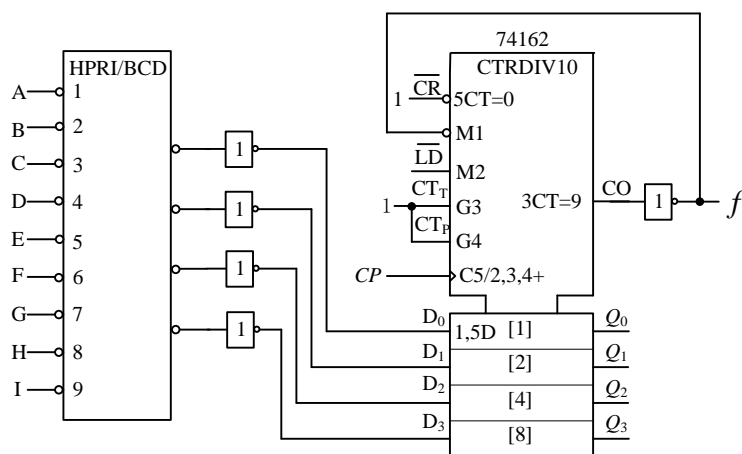 74162
HPRI/BCD
CTRDIV10
A 1
B 2
C 3
D 4
E 5
F 6
G 7
H 8
I 9
1
1
1
1
1 C̅R̅ 5CT=0
M1
L̅D̅ M2
CT_T
1 G3
CT_P
G4
3CT=9 CO 1 f
CP C5/2,3,4+
D₀ 1,5D [1] Q₀
D₁ [2] Q₁
D₂ [4] Q₂
D₃ [8] Q₃